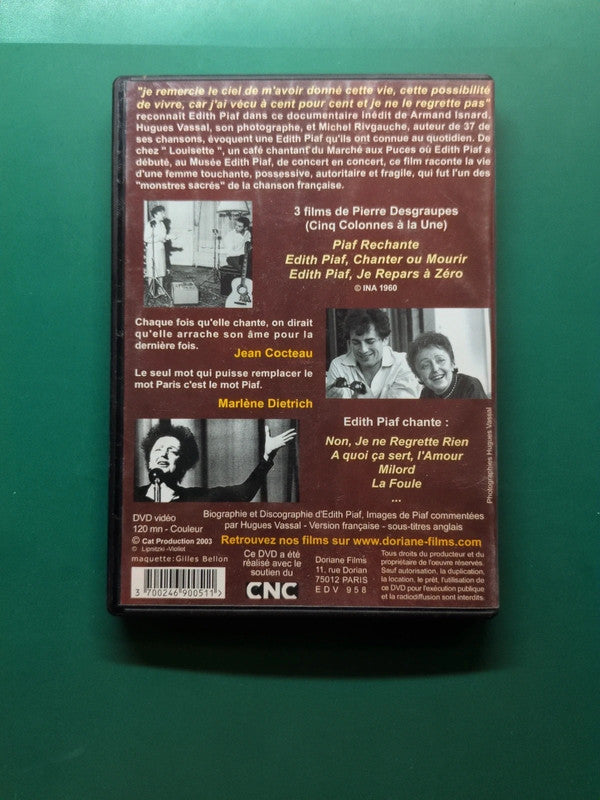 "je remercie le ciel de m'avoir donné cette vie, cette possibilité
de vivre, car j'ai vécu à cent pour cent et je ne le regrette pas"
reconnaît Edith Piaf dans ce documentaire inédit de Armand Isnard,
Hugues Vassal, son photographe, et Michel Rivgauche, auteur de 37 de
ses chansons, évoquent une Edith Piaf qu'ils ont connue au quotidien. De
chez " Louisette ", un café chantant du Marché aux Puces où Edith Piaf a
débuté, au Musée Edith Piaf, de concert en concert, ce film raconte la vie
d'une femme touchante, possessive, autoritaire et fragile, qui fut l'un des
"monstres sacrés" de la chanson française.
3 films de Pierre Desgraupes
(Cinq Colonnes à la Une)
Piaf Rechante
Edith Piaf, Chanter ou Mourir
Edith Piaf, Je Repars à Zéro
© INA 1960
Chaque fois qu'elle chante, on dirait
qu'elle arrache son âme pour la
dernière fois.
Jean Cocteau
Le seul mot qui puisse remplacer le
mot Paris c'est le mot Piaf.
Marlène Dietrich
Edith Piaf chante :
Non, Je ne Regrette Rien
A quoi ça sert, l'Amour
Milord
La Foule
...
Photographies Hugues Vassal
DVD vidéo
120 mn - Couleur
© Cat Production 2003
© Lipnitzki -Viollet
maquette: Gilles Bellon
Biographie et Discographie d'Edith Piaf, Images de Piaf commentées
par Hugues Vassal - Version française - sous-titres anglais
Retrouvez nos films sur www.doriane-films.com
Ce DVD a été
réalisé avec le
soutien du
CNC
Doriane Films
11, rue Dorian
75012 PARIS
EDV 958
Tous droits du producteur et du
propriétaire de l'oeuvre réservés.
Sauf autorisation, la duplication,
la location, le prêt, l'utilisation de
ce DVD pour l'exécution publique
et la radiodiffusion sont interdits.
3 700246 900511 >